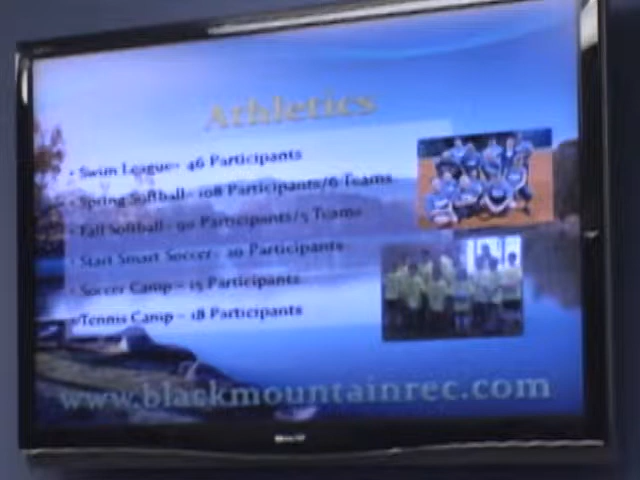 Athletics
• Swim League- 46 Participants
• Spring Softball- 108 Participants/6 Teams
• Fall Softball - 90 Participants/5 Teams
• Start Smart Soccer- 20 Participants
• Soccer Camp – 15 Participants
• Tennis Camp – 18 Participants
www.blackmountainrec.com